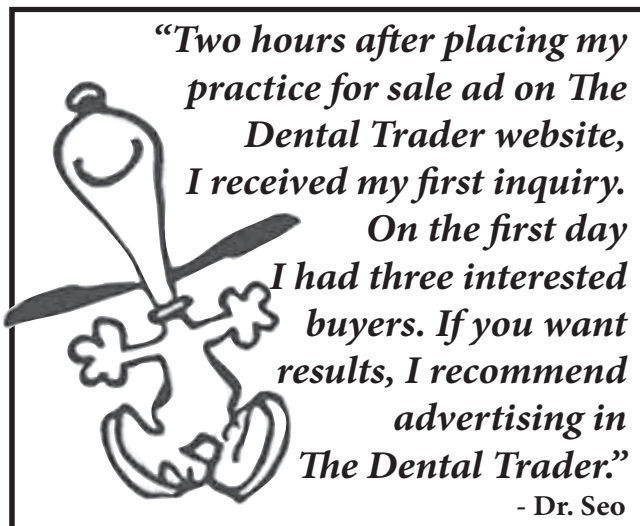 “Two hours after placing my
practice for sale ad on The
Dental Trader website,
I received my first inquiry.
On the first day
I had three interested
buyers. If you want
results, I recommend
advertising in
The Dental Trader.”
- Dr. Seo